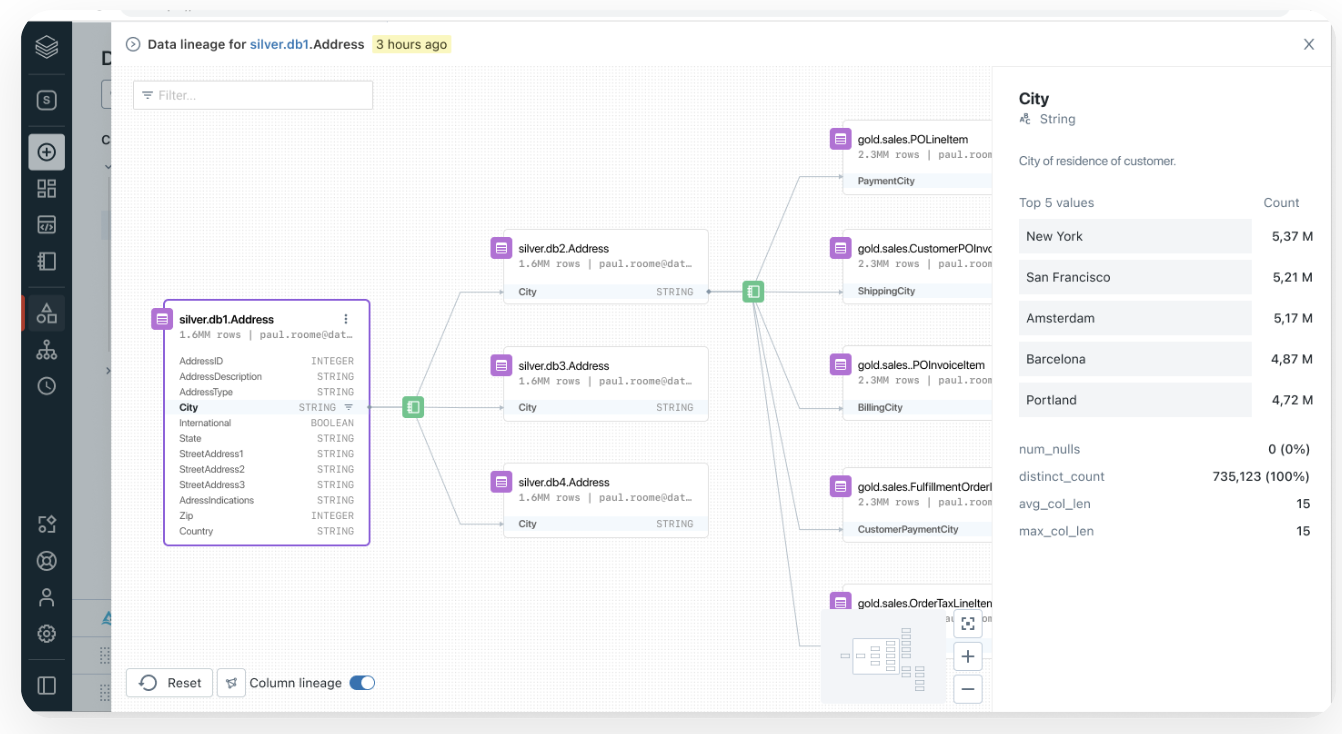 Data lineage for silver.db1.Address 3 hours ago
Filter...
silver.db1.Address
1.6MM rows | paul.roome@dat…
AddressID INTEGER
AddressDescription STRING
AddressType STRING
City STRING
International BOOLEAN
State STRING
StreetAddress1 STRING
StreetAddress2 STRING
StreetAddress3 STRING
AdressIndications STRING
Zip INTEGER
Country STRING
silver.db2.Address
1.6MM rows | paul.roome@dat…
City STRING
silver.db3.Address
1.6MM rows | paul.roome@dat…
City STRING
silver.db4.Address
1.6MM rows | paul.roome@dat…
City STRING
gold.sales.POLineItem
2.3MM rows | paul.room
PaymentCity
gold.sales.CustomerPOInvo
2.3MM rows | paul.room
ShippingCity
gold.sales..POInvoiceItem
2.3MM rows | paul.room
BillingCity
gold.sales.FulfillmentOrder
2.3MM rows | paul.room
CustomerPaymentCity
gold.sales.OrderTaxLineIten
Reset
Column lineage
City
String
City of residence of customer.
Top 5 values Count
New York 5,37 M
San Francisco 5,21 M
Amsterdam 5,17 M
Barcelona 4,87 M
Portland 4,72 M
num_nulls 0 (0%)
distinct_count 735,123 (100%)
avg_col_len 15
max_col_len 15